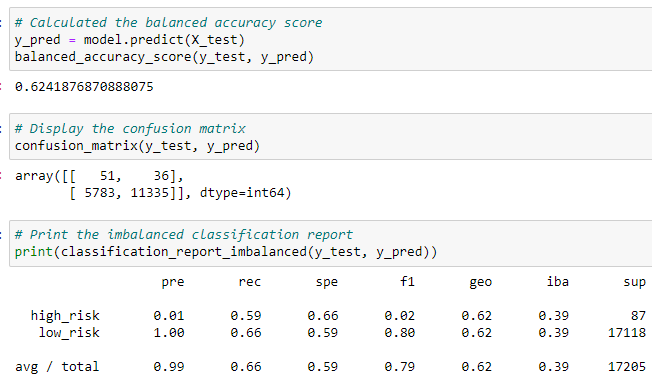 # Calculated the balanced accuracy score
y_pred = model.predict(X_test)
balanced_accuracy_score(y_test, y_pred)
0.6241876870888075
# Display the confusion matrix
confusion_matrix(y_test, y_pred)
array([[   51,    36],
       [ 5783, 11335]], dtype=int64)
# Print the imbalanced classification report
print(classification_report_imbalanced(y_test, y_pred))
pre rec spe f1 geo iba sup
high_risk 0.01 0.59 0.66 0.02 0.62 0.39 87
low_risk 1.00 0.66 0.59 0.80 0.62 0.39 17118
avg / total 0.99 0.66 0.59 0.79 0.62 0.39 17205